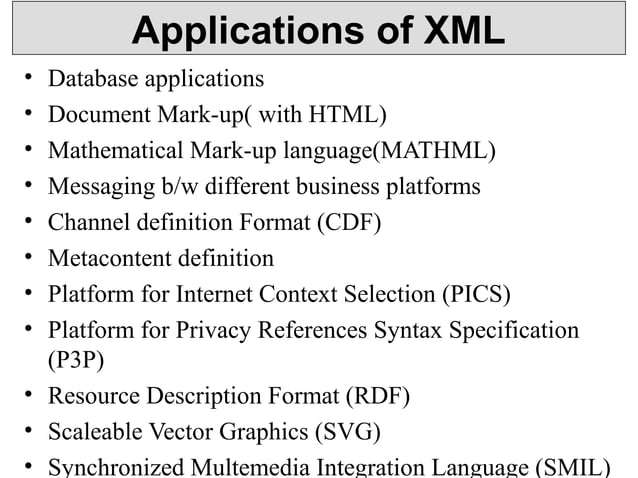 Applications of XML
• Database applications
• Document Mark-up( with HTML)
• Mathematical Mark-up language(MATHML)
• Messaging b/w different business platforms
• Channel definition Format (CDF)
• Metacontent definition
• Platform for Internet Context Selection (PICS)
• Platform for Privacy References Syntax Specification
(P3P)
• Resource Description Format (RDF)
• Scaleable Vector Graphics (SVG)
• Synchronized Multemedia Integration Language (SMIL)